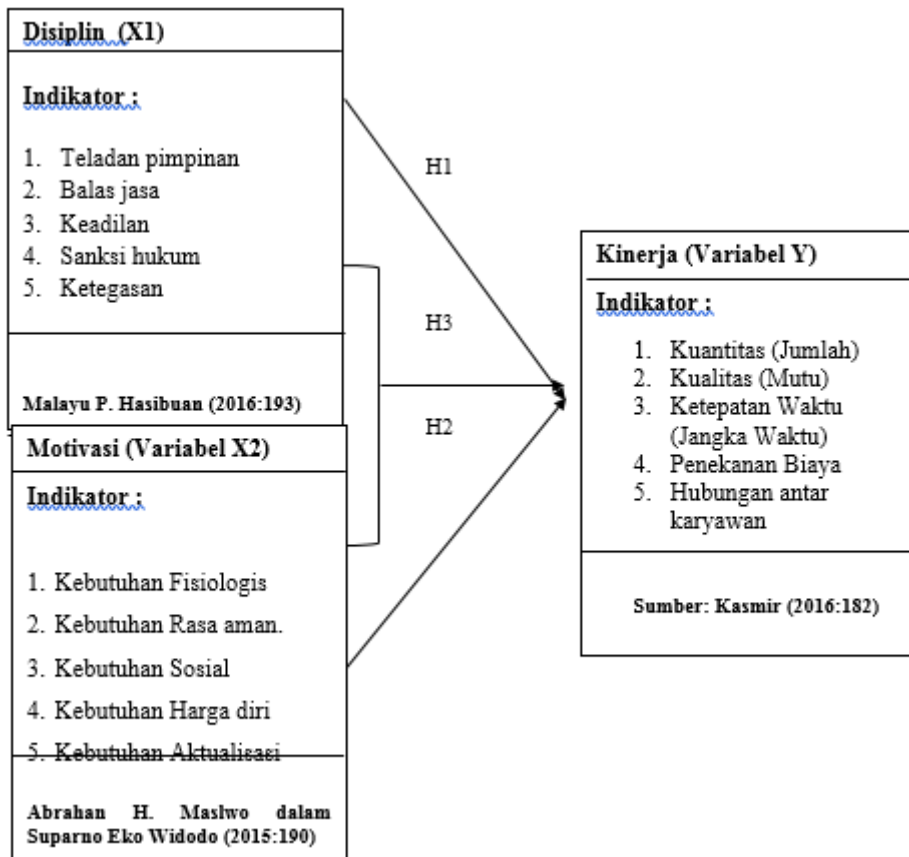 Disiplin (X1)
Indikator :
1. Teladan pimpinan
2. Balas jasa
3. Keadilan
4. Sanksi hukum
5. Ketegasan
Malayu P. Hasibuan (2016:193)
Motivasi (Variabel X2)
Indikator :
1. Kebutuhan Fisiologis
2. Kebutuhan Rasa aman.
3. Kebutuhan Sosial
4. Kebutuhan Harga diri
5. Kebutuhan Aktualisasi
Abrahan H. Maslwo dalam
Suparno Eko Widodo (2015:190)
H1
H3
H2
Kinerja (Variabel Y)
Indikator :
1. Kuantitas (Jumlah)
2. Kualitas (Mutu)
3. Ketepatan Waktu
(Jangka Waktu)
4. Penekanan Biaya
5. Hubungan antar
karyawan
Sumber: Kasmir (2016:182)